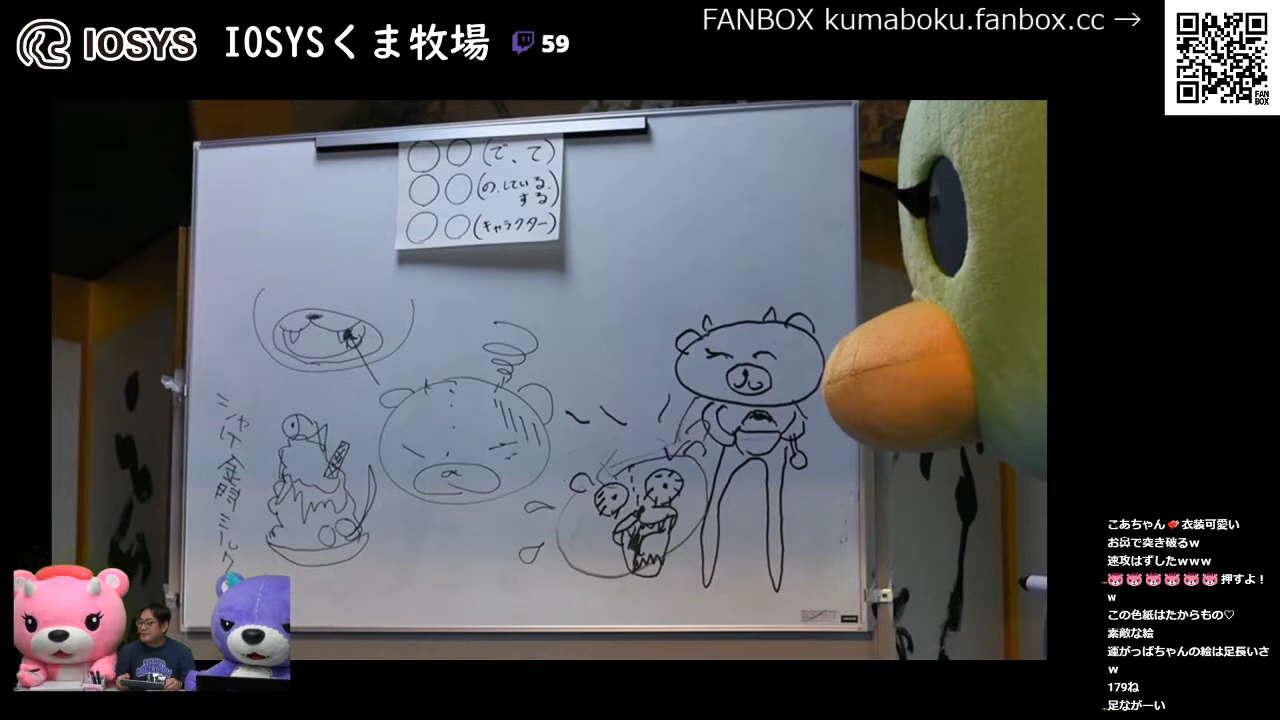 IOSYS IOSYSくま牧場 59
FANBOX kumaboku.fanbox.cc →
FAN
BOX
○○(で、て)
○○(の.している.
する
○○(キャラクター)
シャケ金時ミルク
こあちゃん 衣装可愛い
お鼻で突き破るw
速攻はずしたwww
押すよ！
w
この色紙はたからもの♡
素敵な絵
運がっぱちゃんの絵は足長いさ
w
179ね
足ながーい